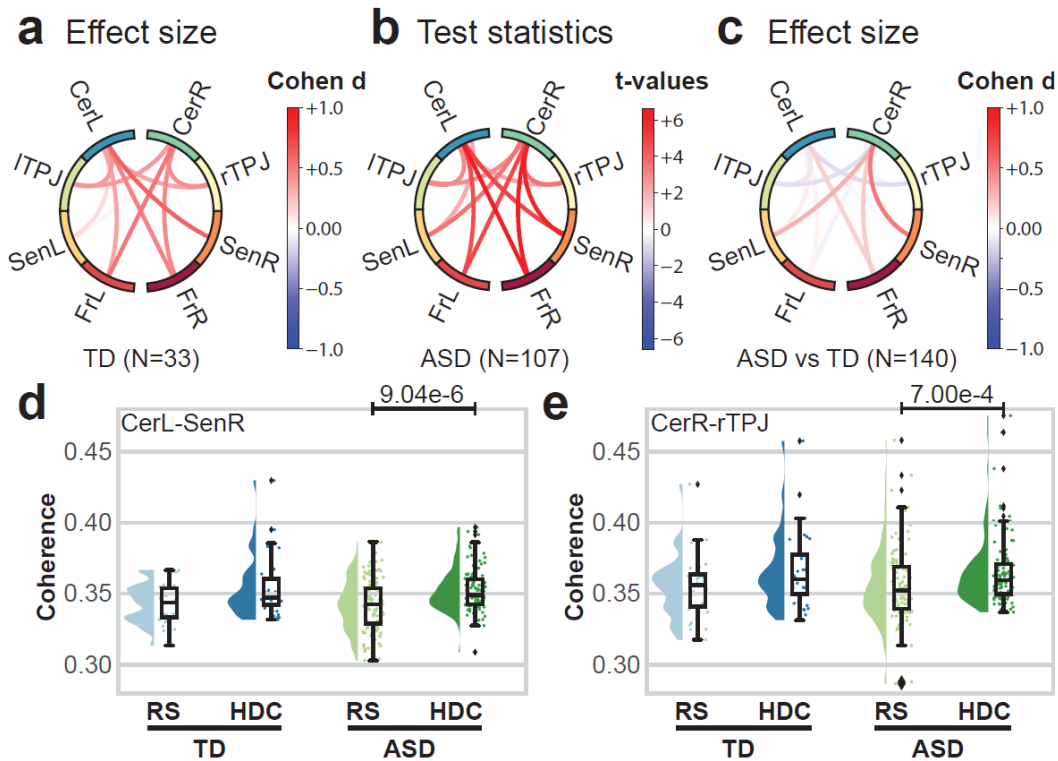 a Effect size
b Test statistics
c Effect size
CerL
CerR
Cohen d
lTPJ
rTPJ
SenL
SenR
FrL
FrR
+1.0
+0.5
0.00
−0.5
−1.0
TD (N=33)
CerL
CerR
t-values
lTPJ
rTPJ
SenL
SenR
FrL
FrR
+6
+4
+2
0
−2
−4
−6
ASD (N=107)
CerL
CerR
Cohen d
lTPJ
rTPJ
SenL
SenR
FrL
FrR
+1.0
+0.5
0.00
−0.5
−1.0
ASD vs TD (N=140)
d
9.04e-6
CerL-SenR
Coherence
0.45
0.40
0.35
0.30
RS HDC RS HDC
TD ASD
e
7.00e-4
CerR-rTPJ
Coherence
0.45
0.40
0.35
0.30
RS HDC RS HDC
TD ASD